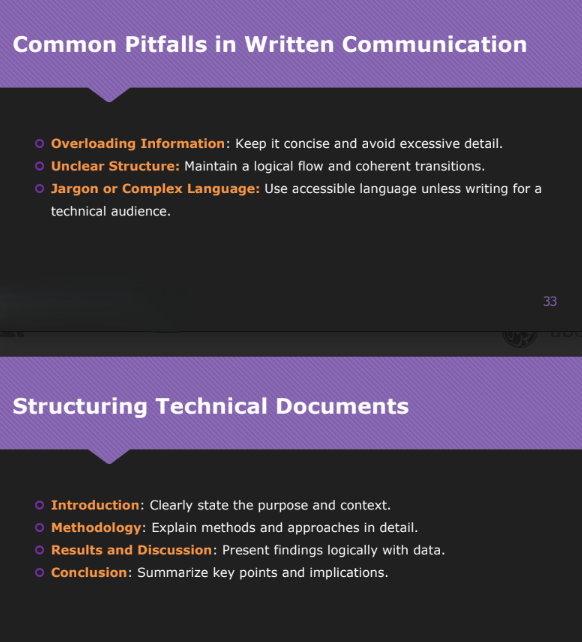 Common Pitfalls in Written Communication
Overloading Information: Keep it concise and avoid excessive detail.
Unclear Structure: Maintain a logical flow and coherent transitions.
Jargon or Complex Language: Use accessible language unless writing for a
technical audience.
33
Structuring Technical Documents
Introduction: Clearly state the purpose and context.
Methodology: Explain methods and approaches in detail.
Results and Discussion: Present findings logically with data.
Conclusion: Summarize key points and implications.